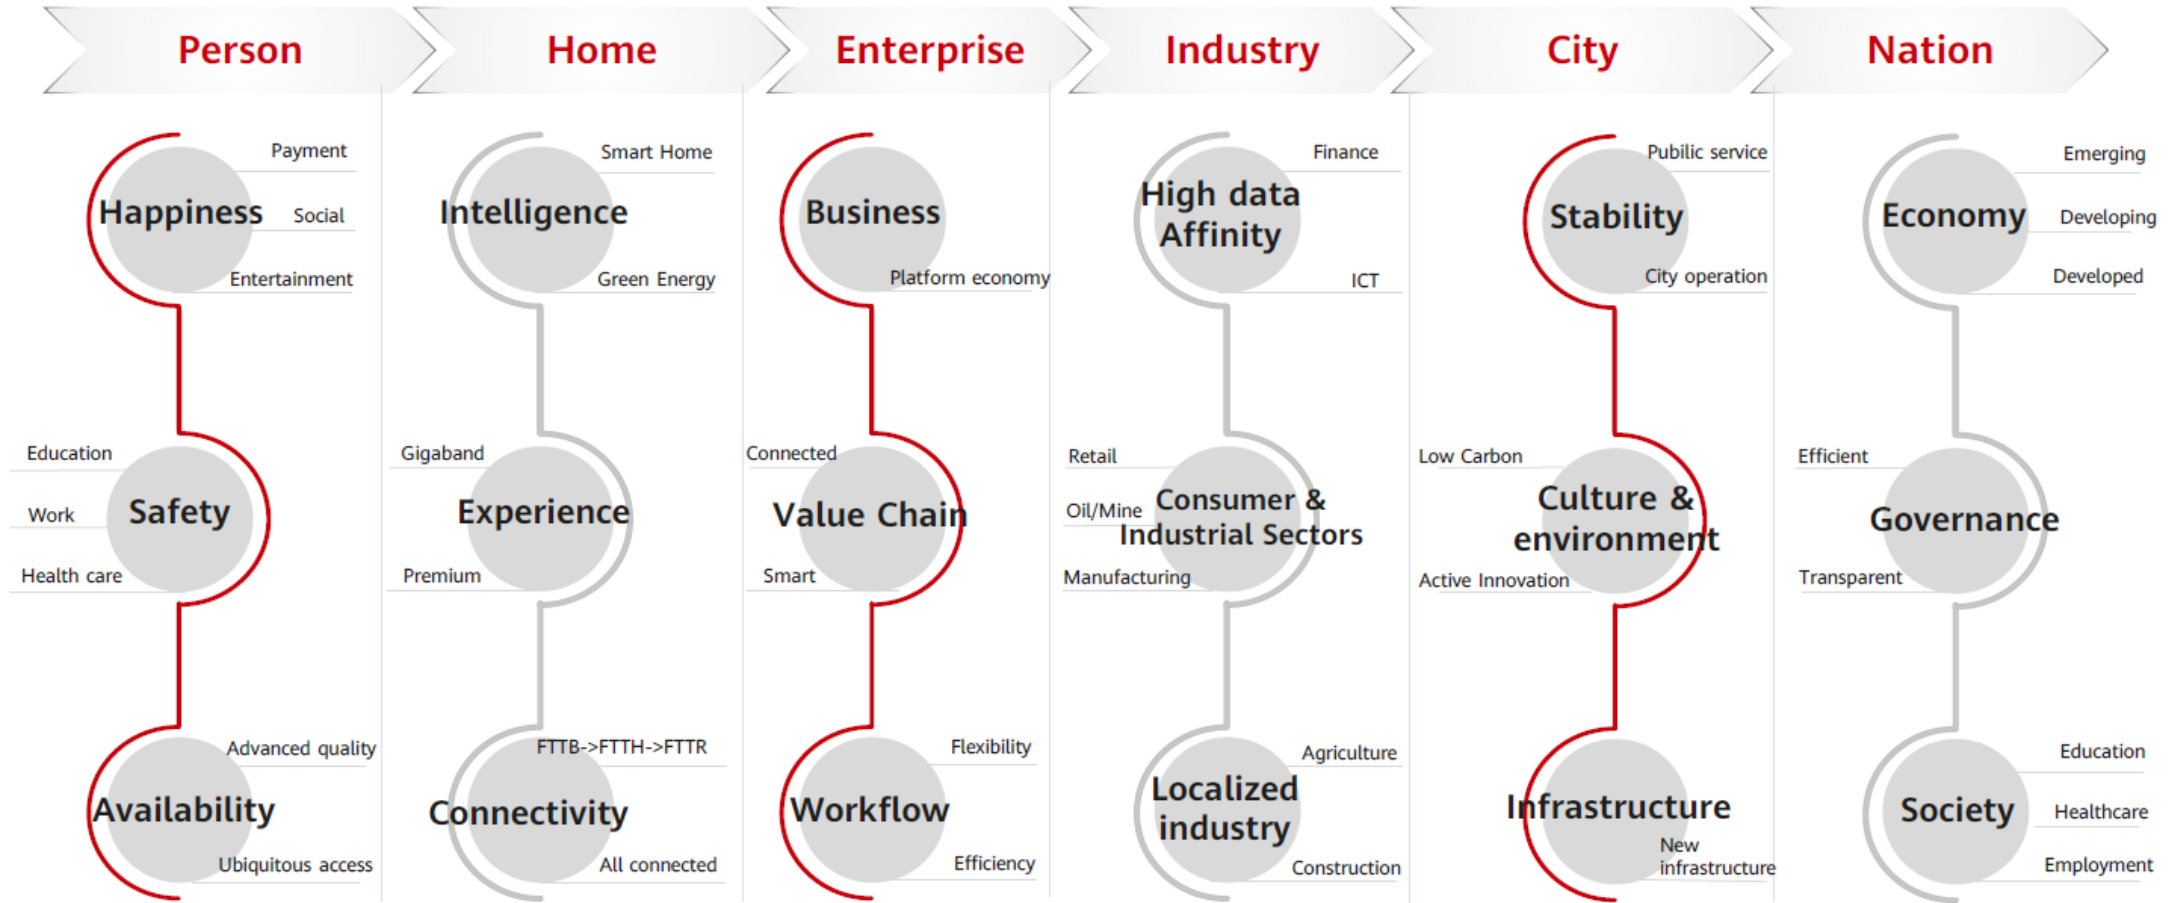 Person
Home
Enterprise
Industry
City
Nation
Payment
Happiness
Social
Entertainment
Education
Work
Safety
Health care
Advanced quality
Availability
Ubiquitous access
Smart Home
Intelligence
Green Energy
Gigaband
Experience
Premium
FTTB->FTTH->FTTR
Connectivity
All connected
Business
Platform economy
Connected
Value Chain
Smart
Flexibility
Workflow
Efficiency
Finance
High data
Affinity
ICT
Retail
Oil/Mine
Consumer &
Industrial Sectors
Manufacturing
Agriculture
Localized
industry
Construction
Pubilic service
Stability
City operation
Low Carbon
Culture &
environment
Active Innovation
Infrastructure
New
infrastructure
Emerging
Economy
Developing
Developed
Efficient
Governance
Transparent
Education
Society
Healthcare
Employment